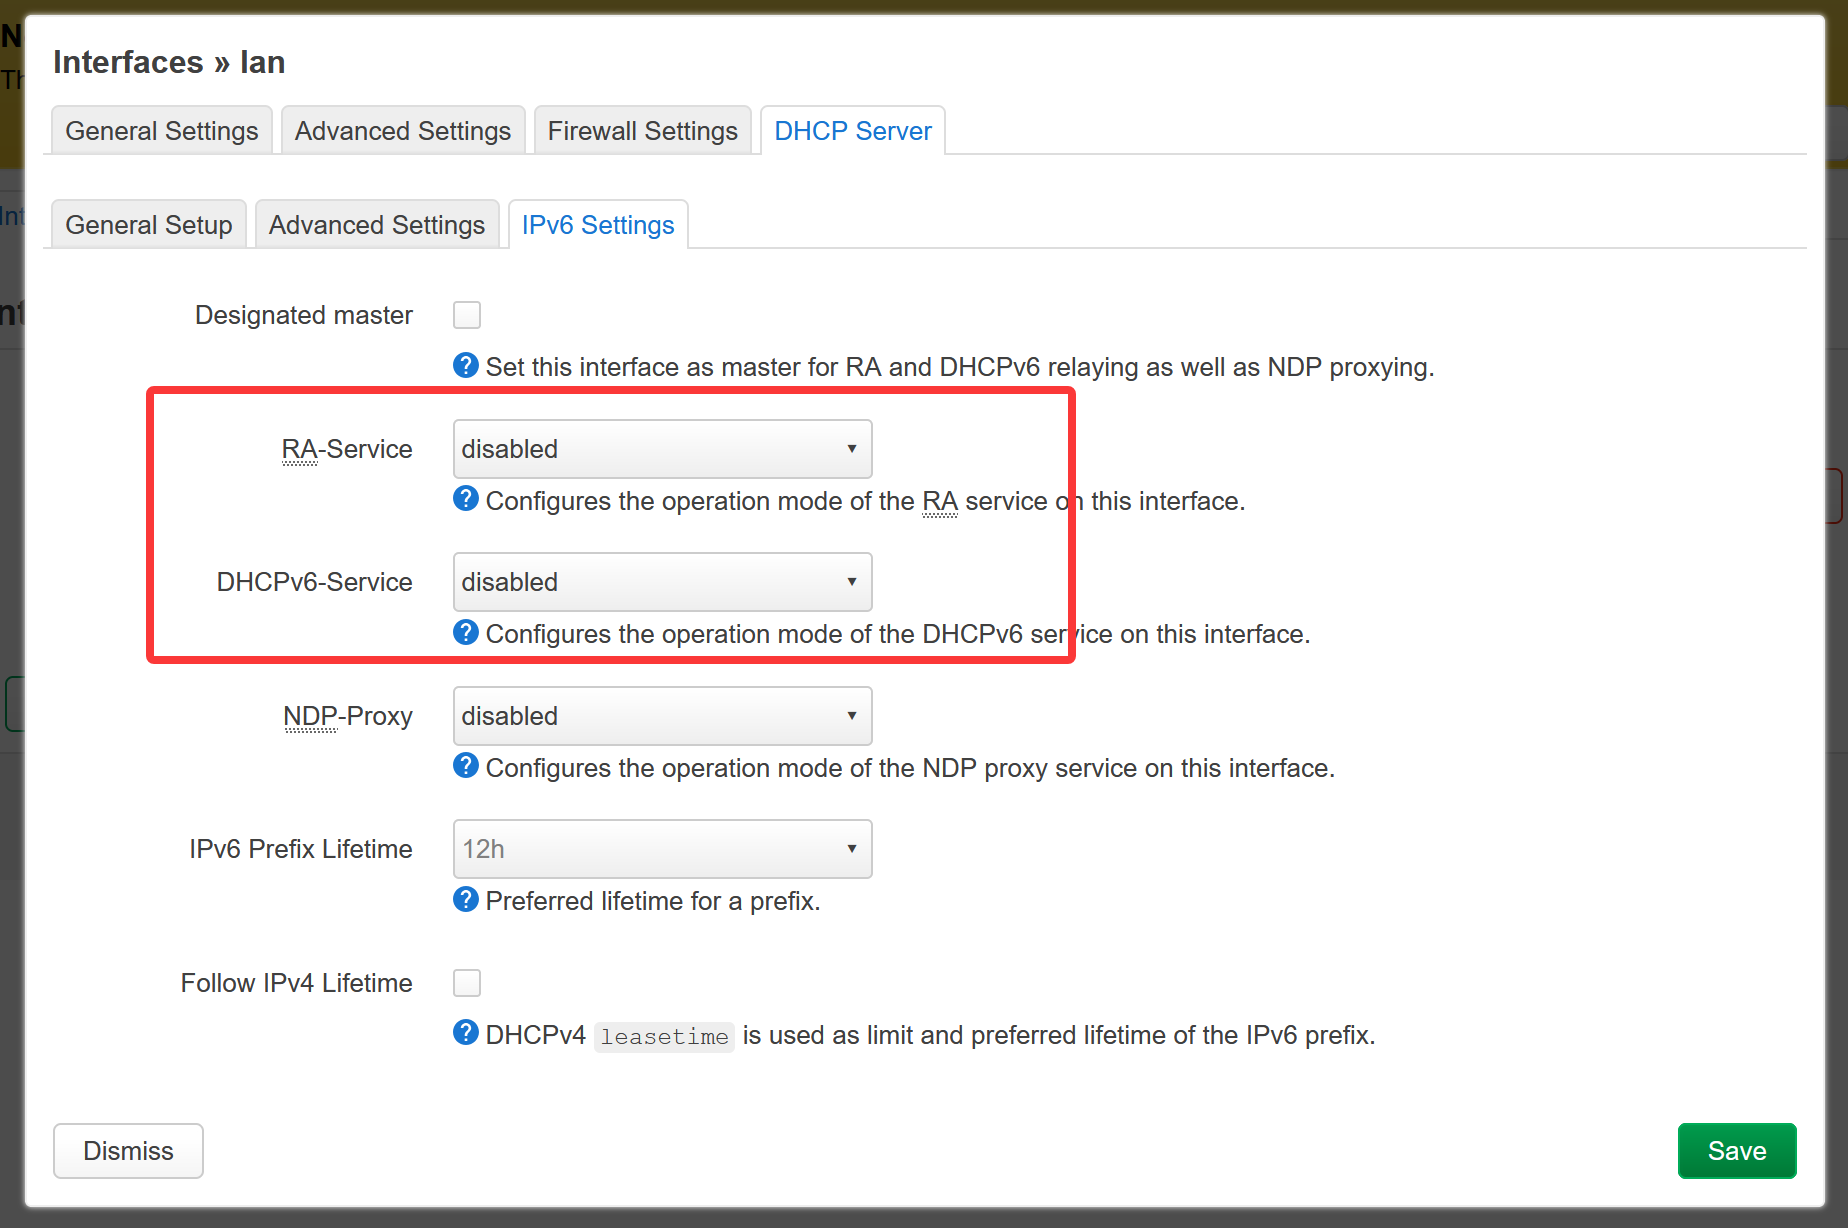 Interfaces » lan
General Settings Advanced Settings Firewall Settings DHCP Server
General Setup Advanced Settings IPv6 Settings
Designated master
Set this interface as master for RA and DHCPv6 relaying as well as NDP proxying.
RA-Service disabled
Configures the operation mode of the RA service on this interface.
DHCPv6-Service disabled
Configures the operation mode of the DHCPv6 service on this interface.
NDP-Proxy disabled
Configures the operation mode of the NDP proxy service on this interface.
IPv6 Prefix Lifetime 12h
Preferred lifetime for a prefix.
Follow IPv4 Lifetime
DHCPv4 leasetime is used as limit and preferred lifetime of the IPv6 prefix.
Dismiss Save